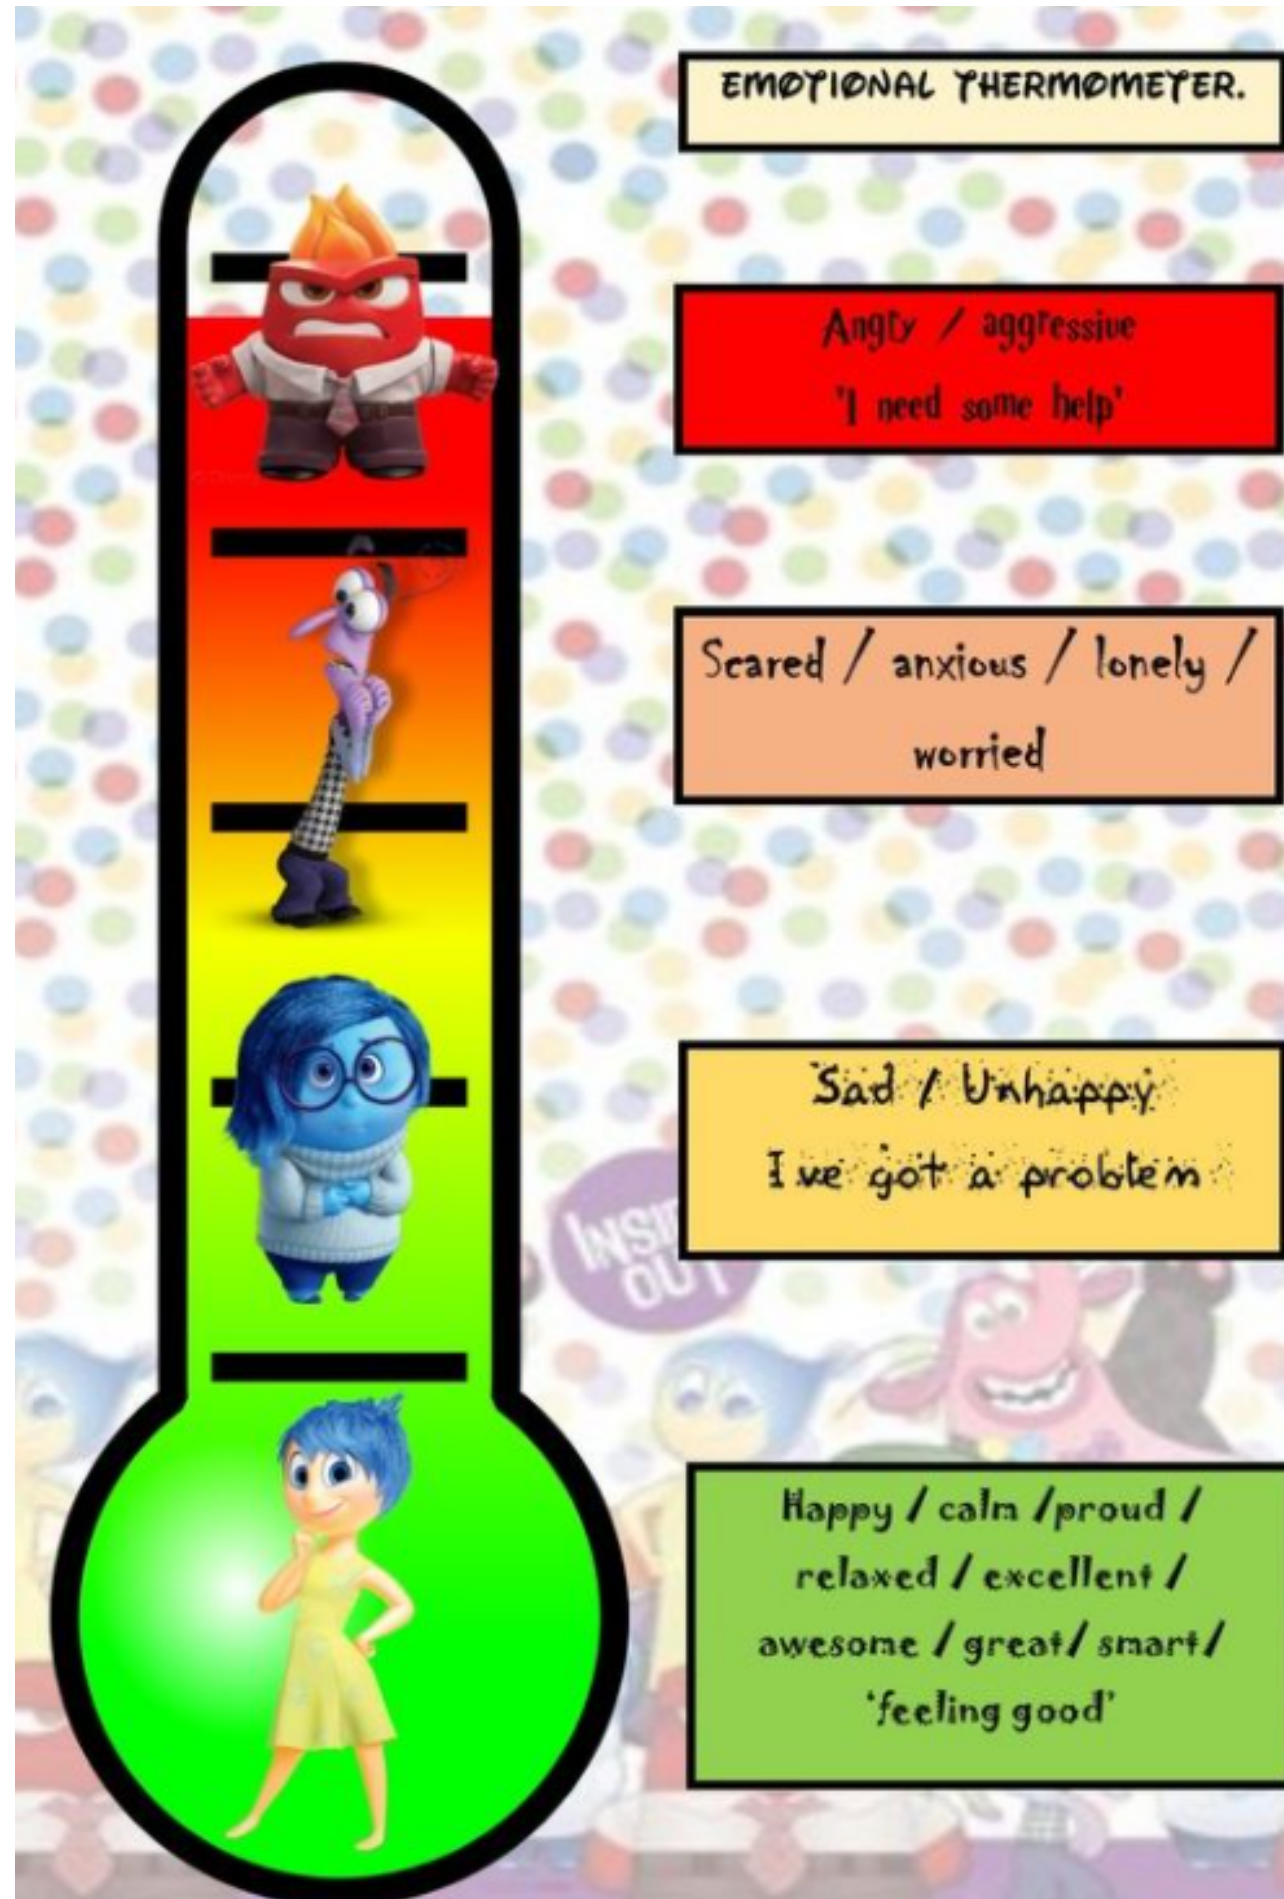 EMOTIONAL THERMOMETER.
Angry / aggressive
'I need some help'
Scared / anxious / lonely /
worried
Sad / Unhappy
I ve got a problem
INSIDE
OUT
Happy / calm /proud /
relaxed / excellent /
awesome / great/ smart/
‘feeling good’